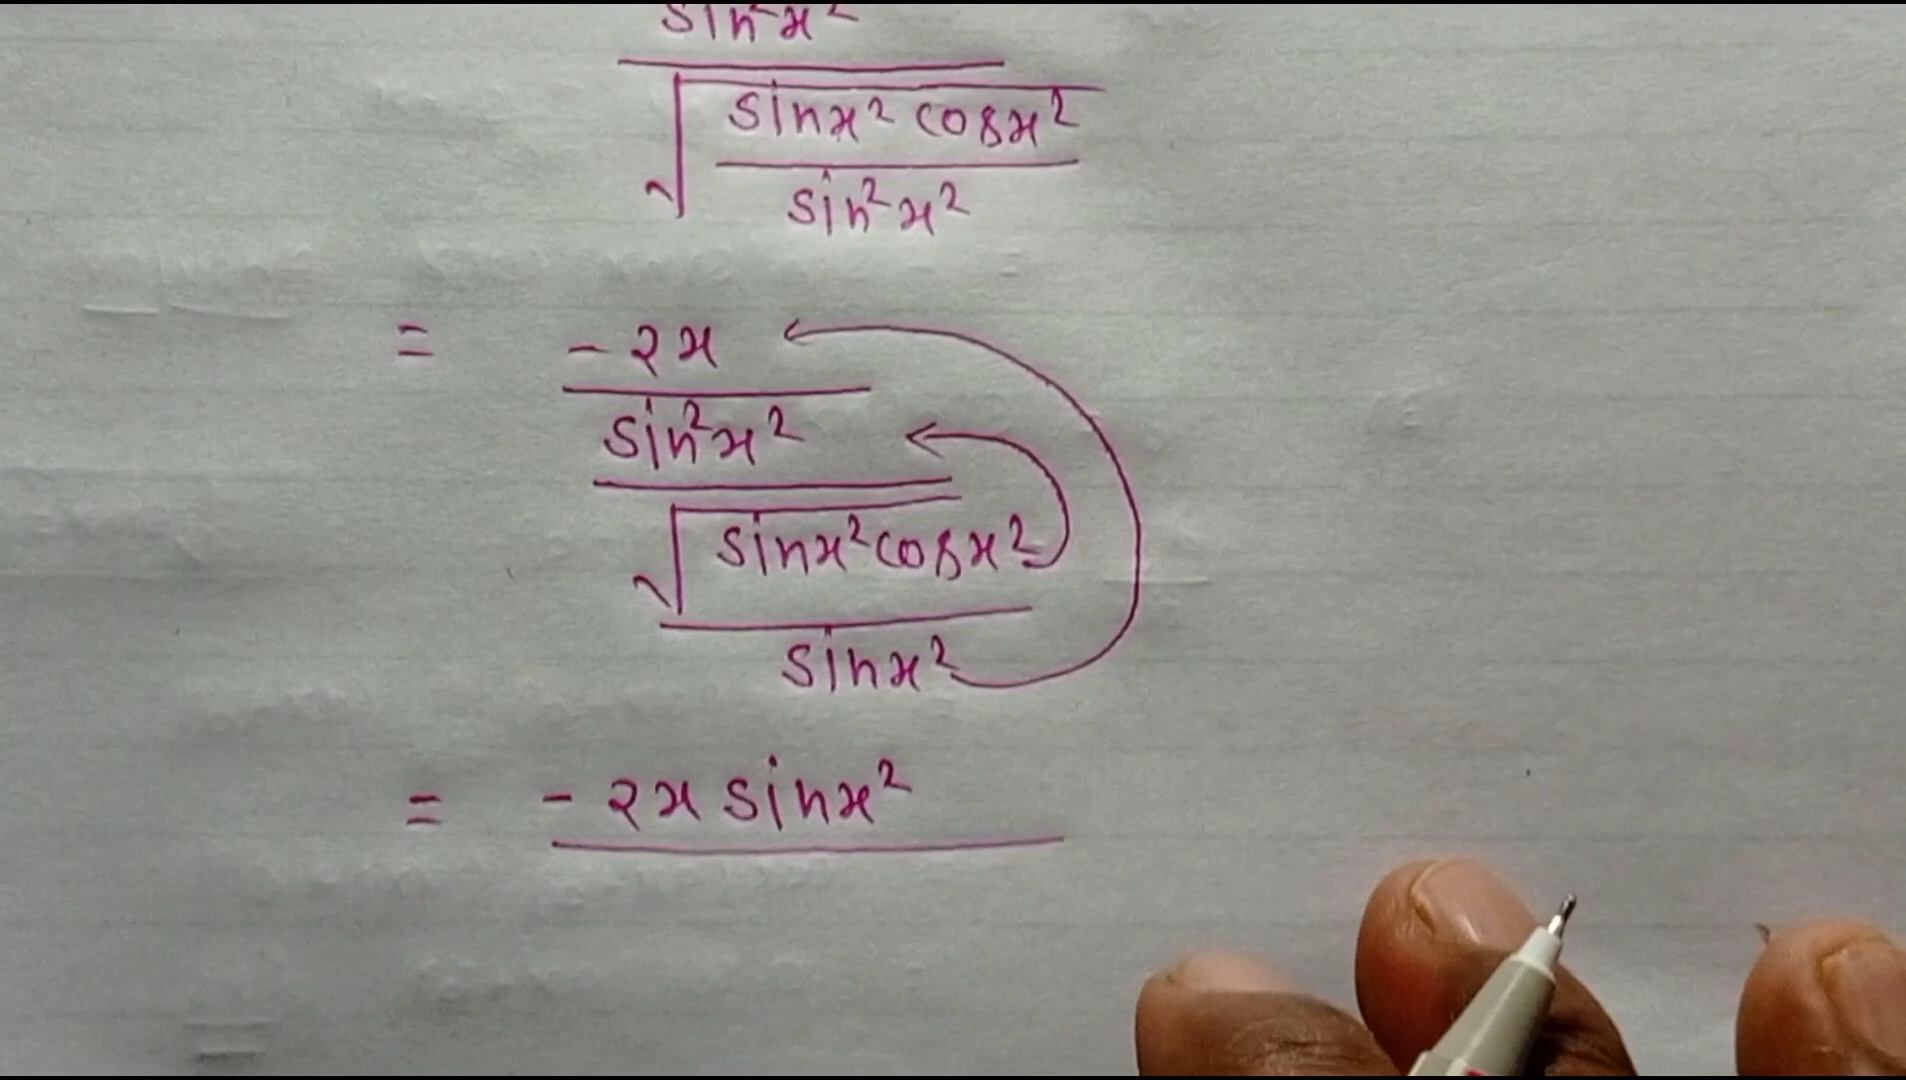 sin²x²
√sinx² cosx²
sin²x²
= -2x
sin²x²
√sinx² cosx²
sinx²
= -2x sinx²